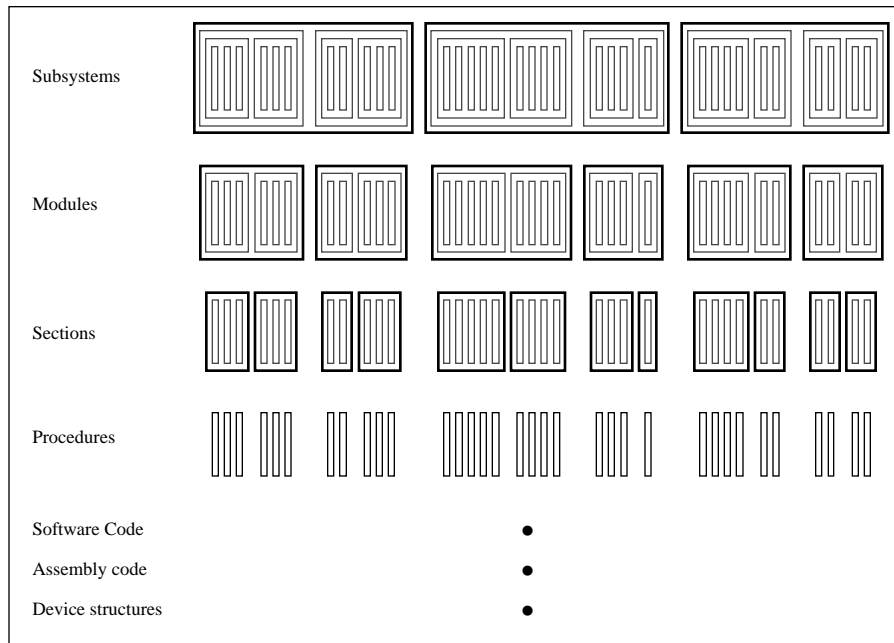 Subsystems
Modules
Sections
Procedures
Software Code
Assembly code
Device structures